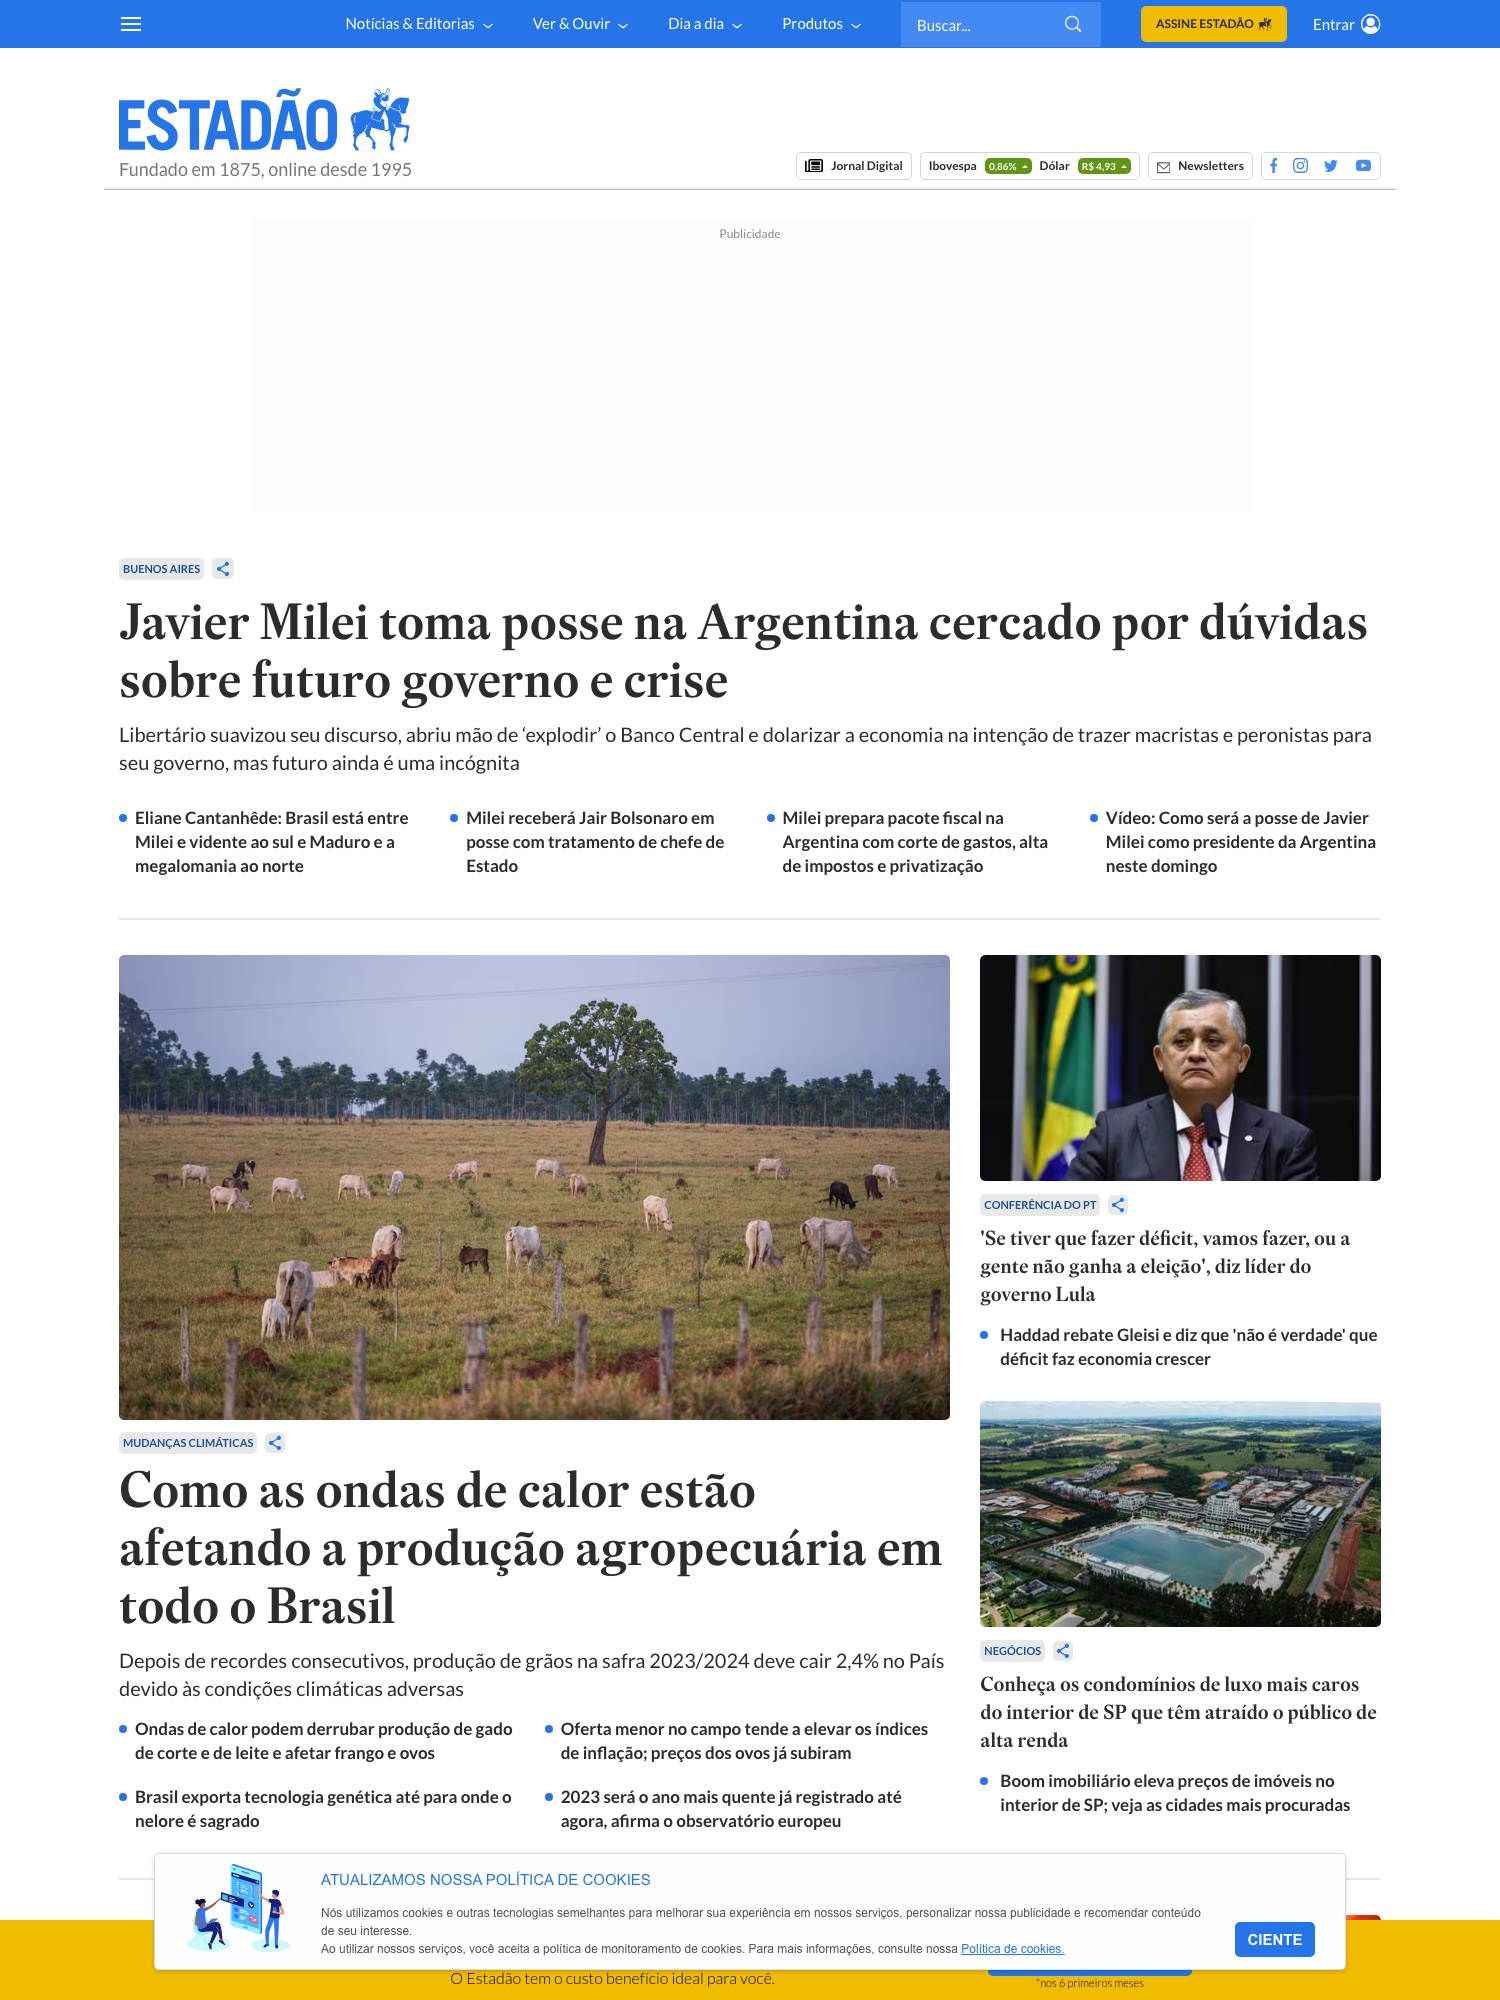 Notícias & Editorias
Ver & Ouvir
Dia a dia
Produtos
Buscar...
ASSINE ESTADÃO
Entrar
ESTADÃO
Fundado em 1875, online desde 1995
Jornal Digital
Ibovespa 0,86% Dólar R$ 4,93
Newsletters
Publicidade
BUENOS AIRES
Javier Milei toma posse na Argentina cercado por dúvidas
sobre futuro governo e crise
Libertário suavizou seu discurso, abriu mão de ‘explodir’ o Banco Central e dolarizar a economia na intenção de trazer macristas e peronistas para
seu governo, mas futuro ainda é uma incógnita
Eliane Cantanhêde: Brasil está entre
Milei e vidente ao sul e Maduro e a
megalomania ao norte
Milei receberá Jair Bolsonaro em
posse com tratamento de chefe de
Estado
Milei prepara pacote fiscal na
Argentina com corte de gastos, alta
de impostos e privatização
Vídeo: Como será a posse de Javier
Milei como presidente da Argentina
neste domingo
MUDANÇAS CLIMÁTICAS
Como as ondas de calor estão
afetando a produção agropecuária em
todo o Brasil
Depois de recordes consecutivos, produção de grãos na safra 2023/2024 deve cair 2,4% no País
devido às condições climáticas adversas
Ondas de calor podem derrubar produção de gado
de corte e de leite e afetar frango e ovos
Oferta menor no campo tende a elevar os índices
de inflação; preços dos ovos já subiram
Brasil exporta tecnologia genética até para onde o
nelore é sagrado
2023 será o ano mais quente já registrado até
agora, afirma o observatório europeu
CONFERÊNCIA DO PT
'Se tiver que fazer déficit, vamos fazer, ou a
gente não ganha a eleição', diz líder do
governo Lula
Haddad rebate Gleisi e diz que 'não é verdade' que
déficit faz economia crescer
NEGÓCIOS
Conheça os condomínios de luxo mais caros
do interior de SP que têm atraído o público de
alta renda
Boom imobiliário eleva preços de imóveis no
interior de SP; veja as cidades mais procuradas
ATUALIZAMOS NOSSA POLÍTICA DE COOKIES
Nós utilizamos cookies e outras tecnologias semelhantes para melhorar sua experiência em nossos serviços, personalizar nossa publicidade e recomendar conteúdo
de seu interesse.
Ao utilizar nossos serviços, você aceita a política de monitoramento de cookies. Para mais informações, consulte nossa Política de cookies.
CIENTE
O Estadão tem o custo benefício ideal para você.
*nos 6 primeiros meses